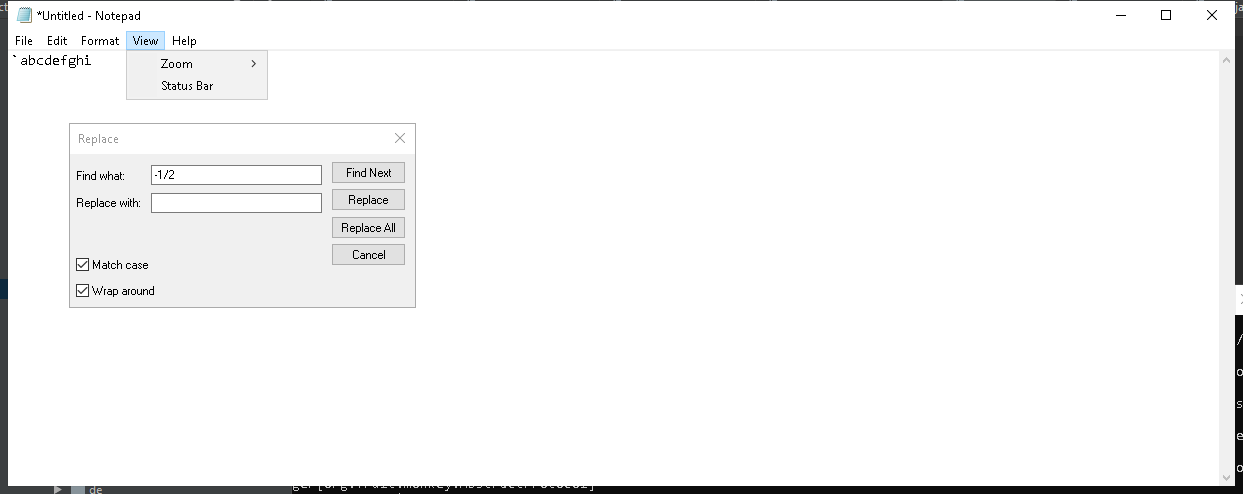 *Untitled - Notepad
File Edit Format View Help
`abcdefghi
Zoom >
Status Bar
Replace
Find what: -1/2 Find Next
Replace with: Replace
Replace All
Cancel
Match case
Wrap around
de